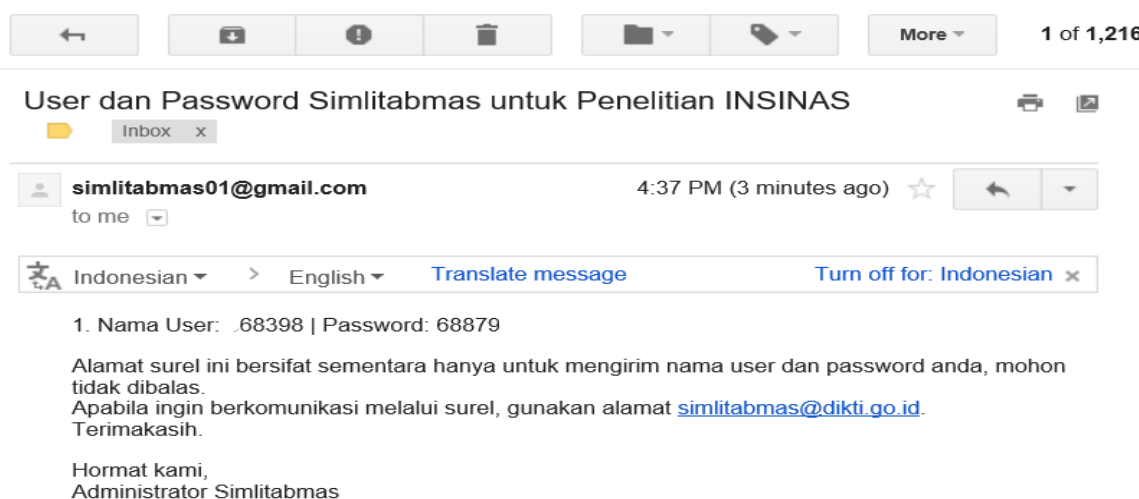 More
1 of 1,216
User dan Password Simlitabmas untuk Penelitian INSINAS
Inbox x
simlitabmas01@gmail.com 4:37 PM (3 minutes ago)
to me
Indonesian > English Translate message Turn off for: Indonesian x
1. Nama User: 68398 | Password: 68879
Alamat surel ini bersifat sementara hanya untuk mengirim nama user dan password anda, mohon
tidak dibalas.
Apabila ingin berkomunikasi melalui surel, gunakan alamat simlitabmas@dikti.go.id.
Terimakasih.
Hormat kami,
Administrator Simlitabmas